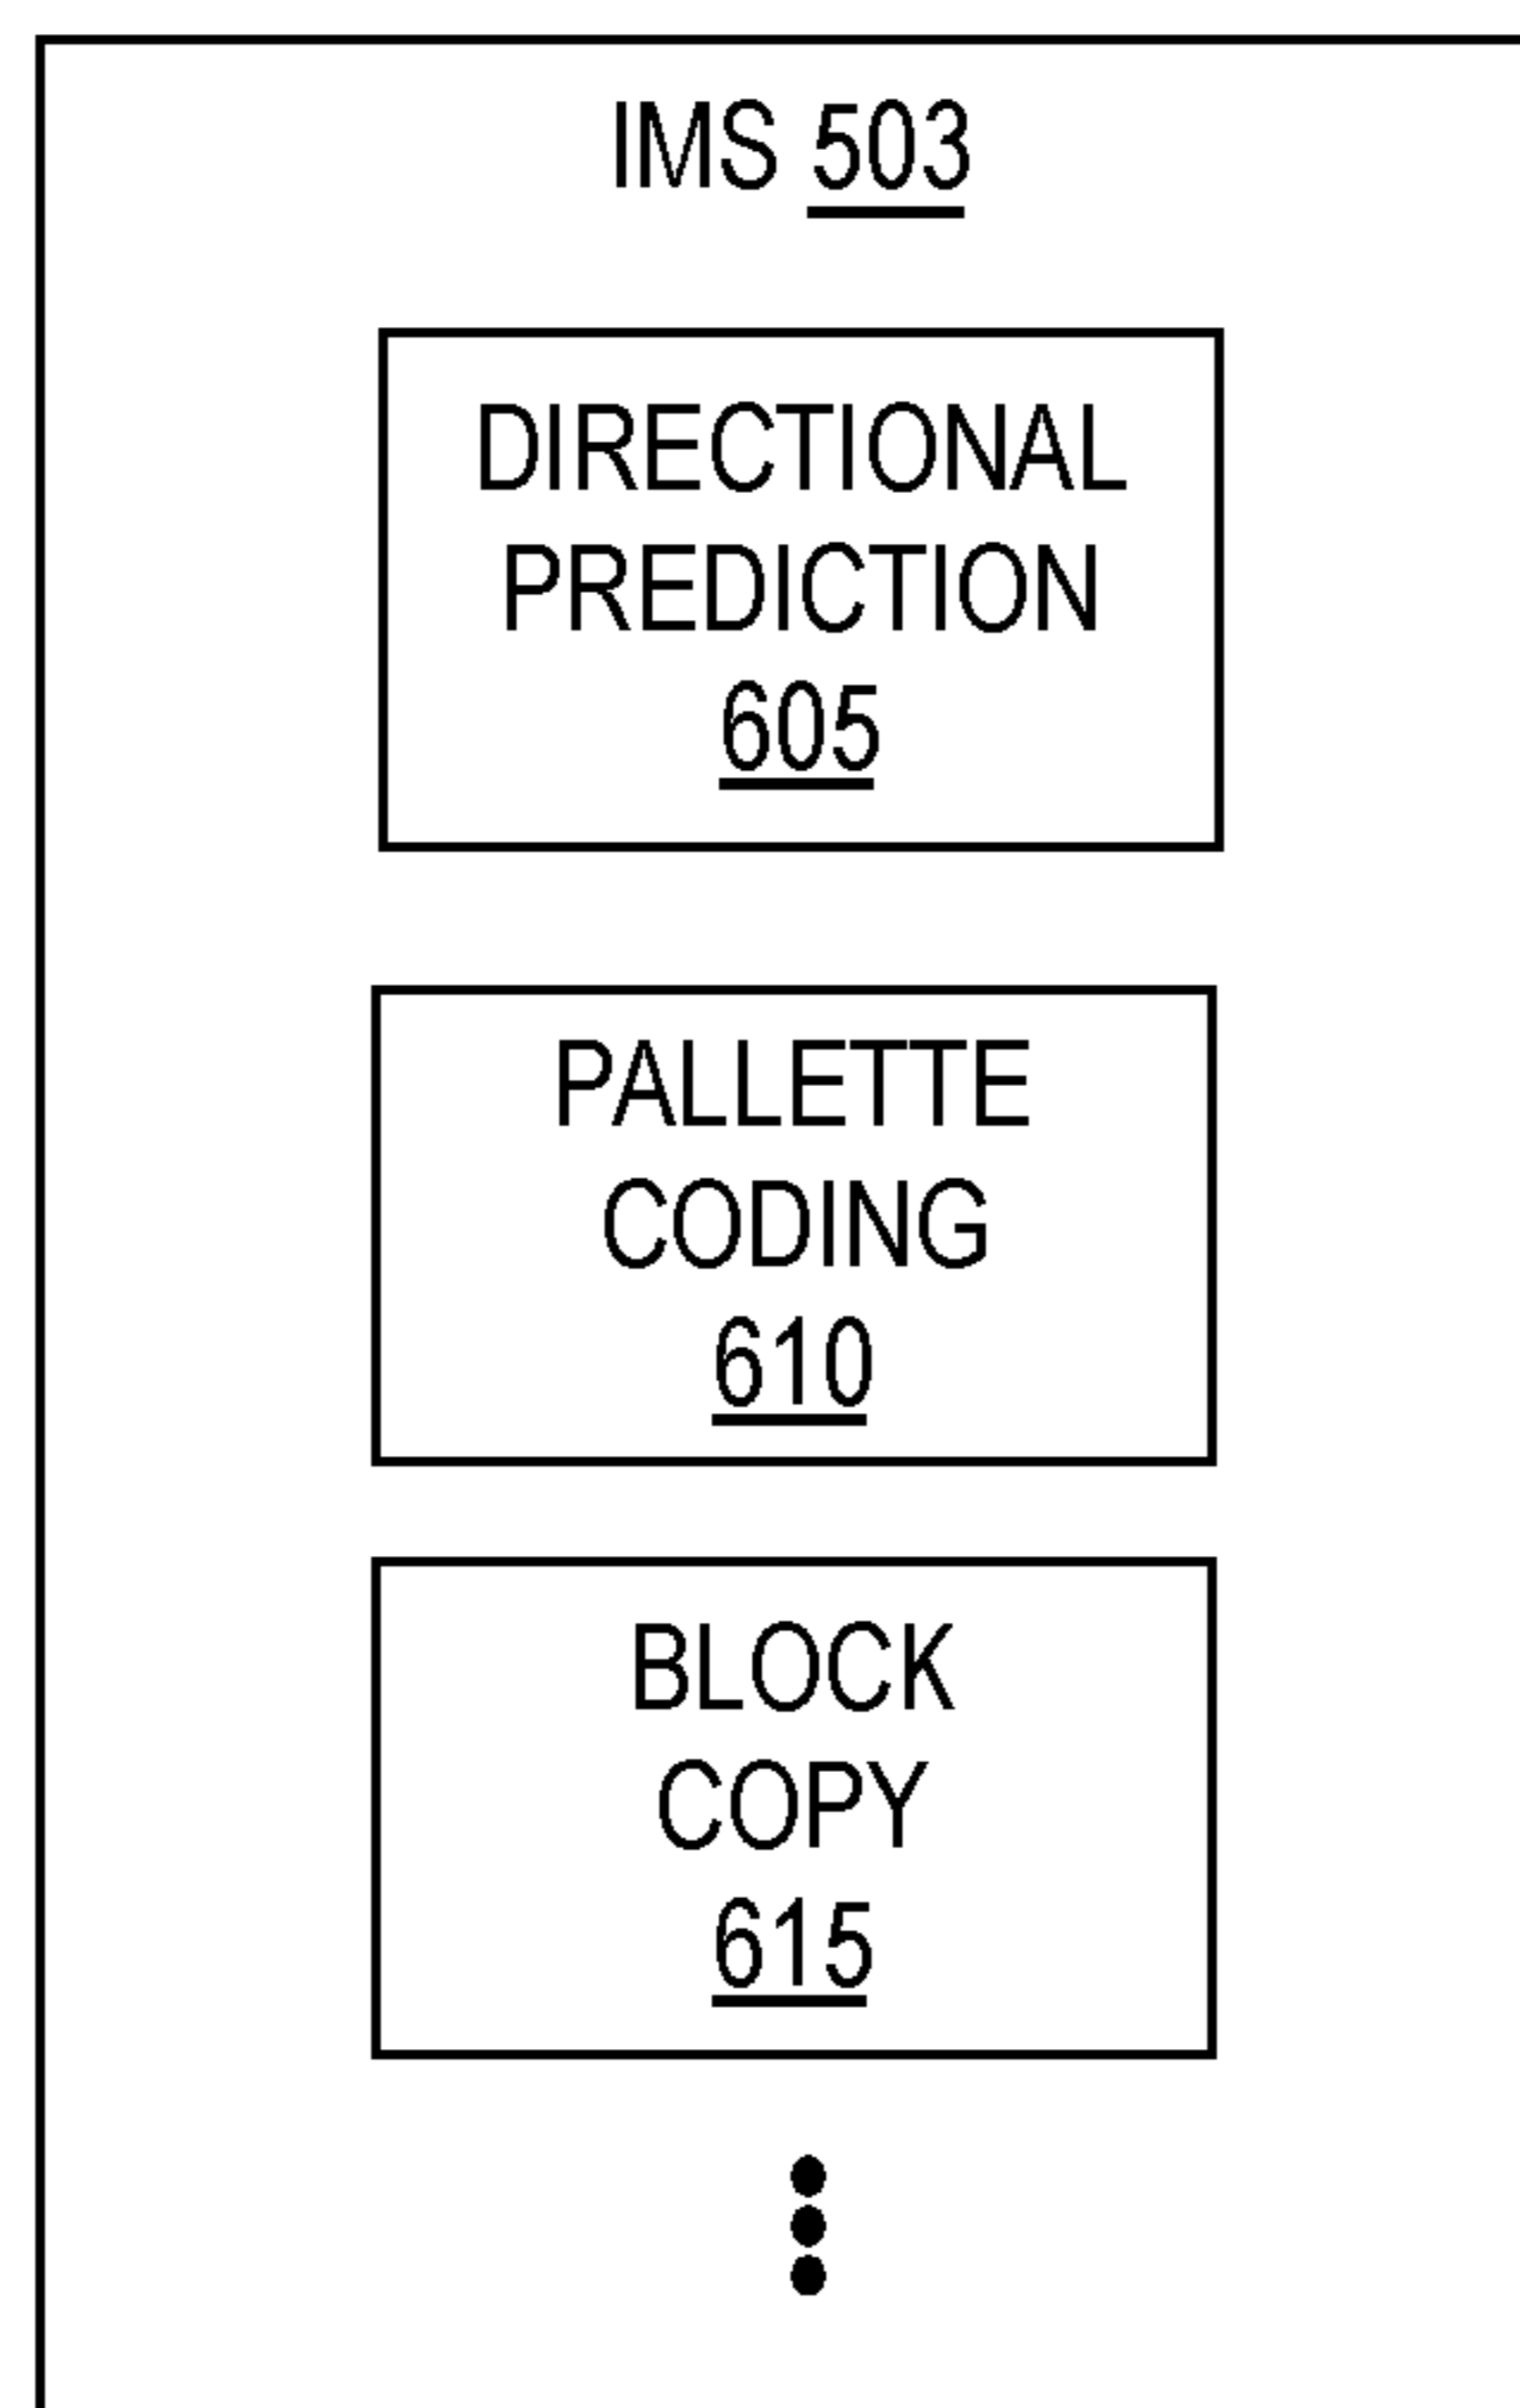 IMS 503
DIRECTIONAL
PREDICTION
605
PALLETTE
CODING
610
BLOCK
COPY
615